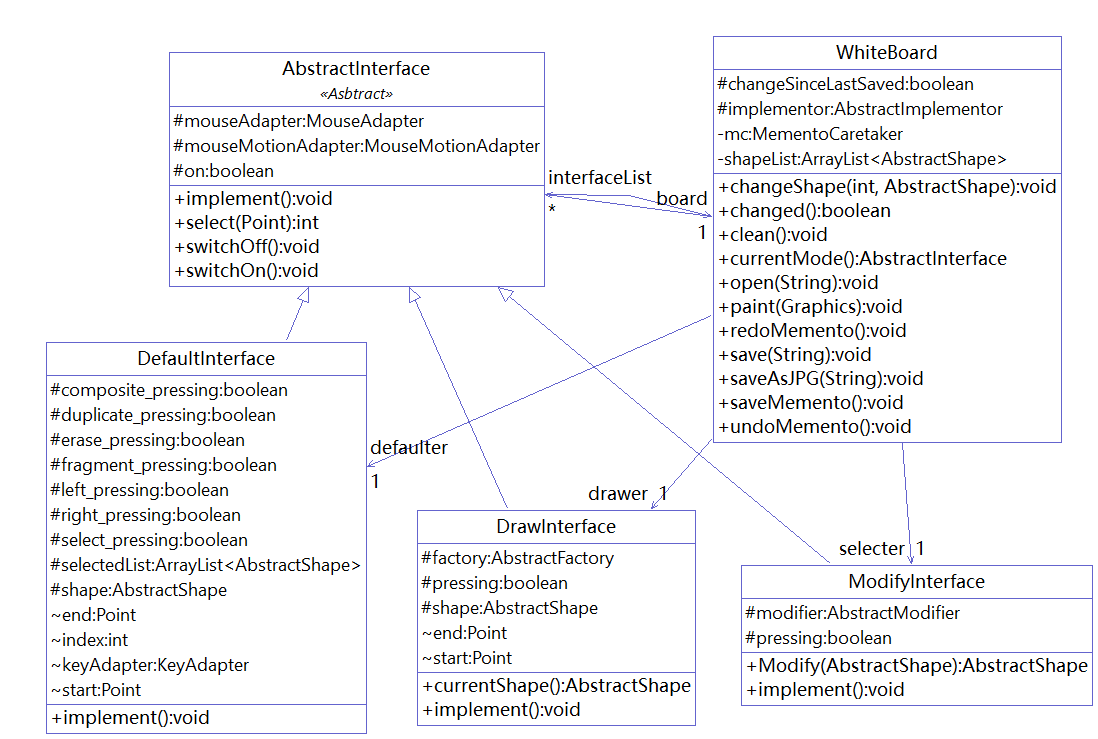 AbstractInterface
«Asbtract»
#mouseAdapter:MouseAdapter
#mouseMotionAdapter:MouseMotionAdapter
#on:boolean
+implement():void
+select(Point):int
+switchOff():void
+switchOn():void
WhiteBoard
#changeSinceLastSaved:boolean
#implementor:AbstractImplementor
-mc:MementoCaretaker
-shapeList:ArrayList<AbstractShape>
+changeShape(int, AbstractShape):void
+changed():boolean
+clean():void
+currentMode():AbstractInterface
+open(String):void
+paint(Graphics):void
+redoMemento():void
+save(String):void
+saveAsJPG(String):void
+saveMemento():void
+undoMemento():void
interfaceList
*
board
1
DefaultInterface
#composite_pressing:boolean
#duplicate_pressing:boolean
#erase_pressing:boolean
#fragment_pressing:boolean
#left_pressing:boolean
#right_pressing:boolean
#select_pressing:boolean
#selectedList:ArrayList<AbstractShape>
#shape:AbstractShape
~end:Point
~index:int
~keyAdapter:KeyAdapter
~start:Point
+implement():void
defaulter
1
drawer 1
DrawInterface
#factory:AbstractFactory
#pressing:boolean
#shape:AbstractShape
~end:Point
~start:Point
+currentShape():AbstractShape
+implement():void
selecter 1
ModifyInterface
#modifier:AbstractModifier
#pressing:boolean
+Modify(AbstractShape):AbstractShape
+implement():void